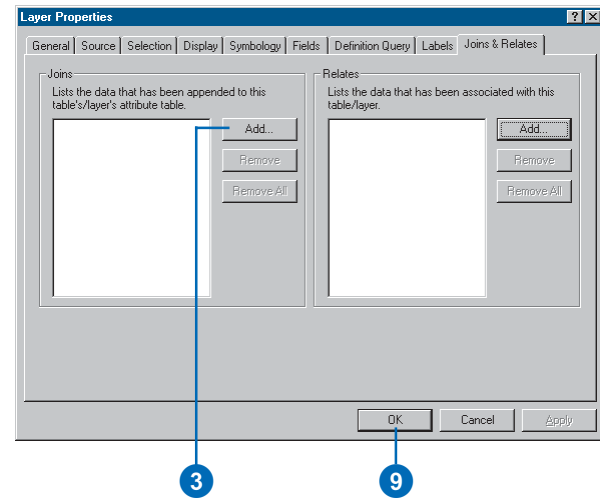 Layer Properties
General Source Selection Display Symbology Fields Definition Query Labels Joins & Relates
Joins
Lists the data that has been appended to this
table's/layer's attribute table.
Add...
Remove
Remove All
Relates
Lists the data that has been associated with this
table/layer.
Add...
Remove
Remove All
OK Cancel Apply
3 9